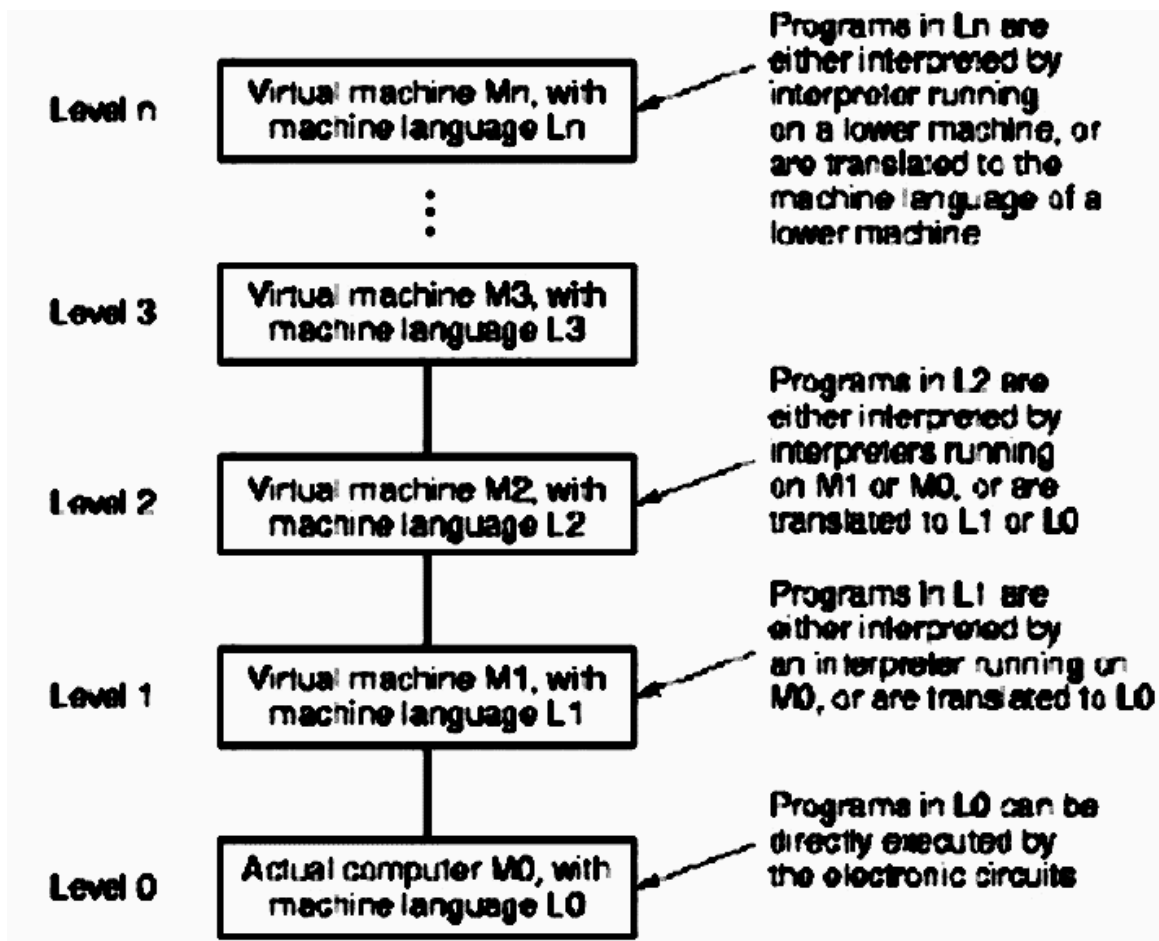 Programs in Ln are
either interpreted by
interpreter running
on a lower machine, or
are translated to the
machine language of a
lower machine
Level n
Virtual machine Mn, with
machine language Ln
Level 3
Virtual machine M3, with
machine language L3
Programs in L2 are
either interpreted by
interpreters running
on M1 or M0, or are
translated to L1 or L0
Level 2
Virtual machine M2, with
machine language L2
Programs in L1 are
either interpreted by
an interpreter running on
M0, or are translated to L0
Level 1
Virtual machine M1, with
machine language L1
Programs in L0 can be
directly executed by
the electronic circuits
Level 0
Actual computer M0, with
machine language L0